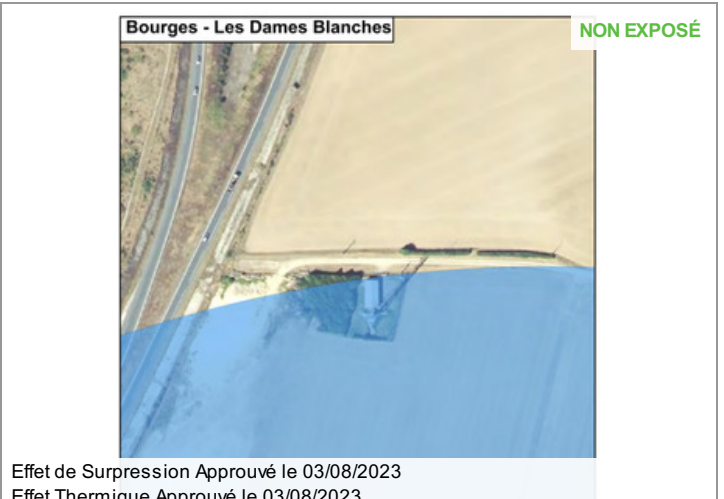 Bourges - Les Dames Blanches
NON EXPOSÉ
Effet de Surpression Approuvé le 03/08/2023
Effet Thermique Approuvé le 03/08/2023